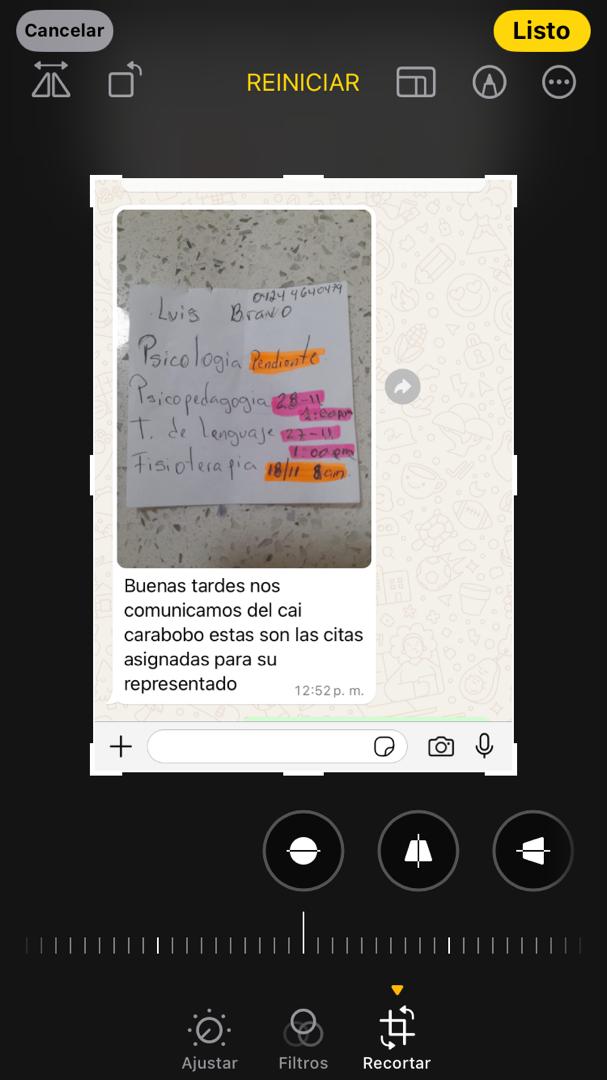 Cancelar
Listo
REINICIAR
04244640479
Luis Bravo
Psicologia Pendiente
Psicopedagogia 28-11
1:00pm
T. de lenguaje 27-11
1:00pm
Fisioterapia 18/11 8am
Buenas tardes nos
comunicamos del cai
carabobo estas son las citas
asignadas para su
representado
12:52 p. m.
Ajustar
Filtros
Recortar